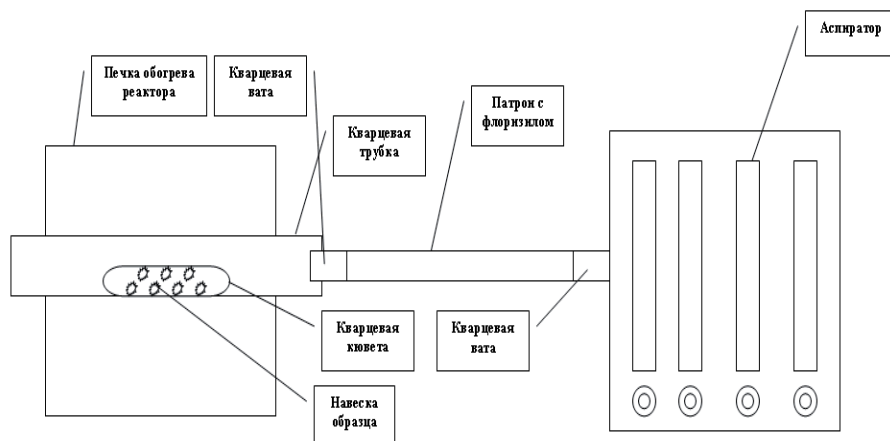 Аспиратор
Печка обогрева
реактора
Кварцевая
вата
Патрон с
флоризилом
Кварцевая
трубка
Кварцевая
кювета
Кварцевая
вата
Навеска
образца